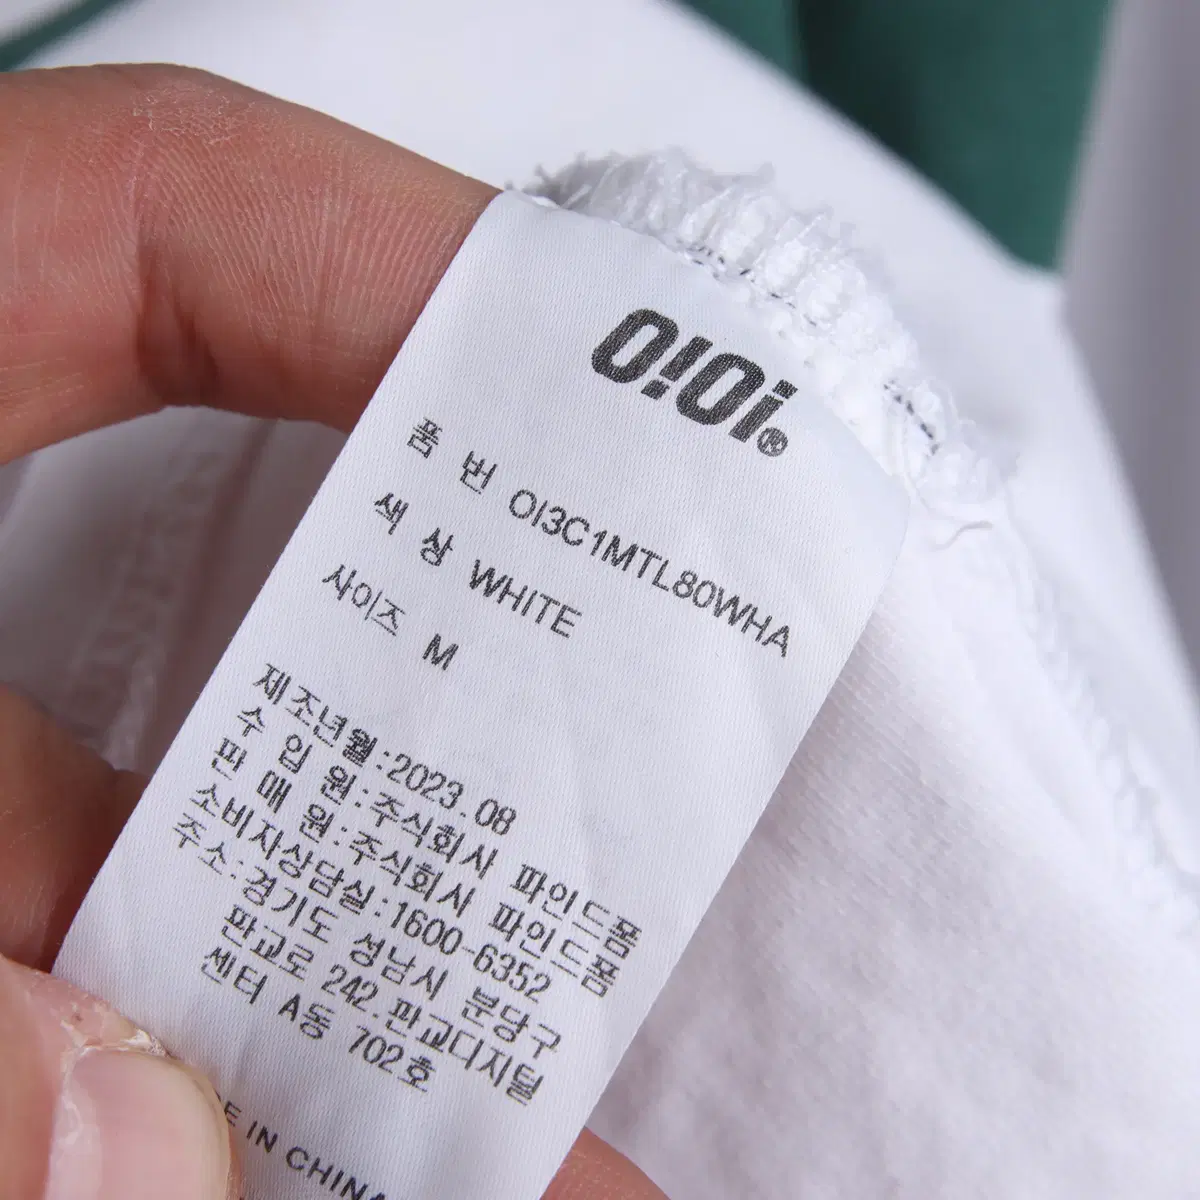 O!Oi®
품 번 OI3C1MTL80WHA
색 상 WHITE
사이즈 M
제조년월:2023.08
수 입 원:주식회사 파인드폼
판 매 원:주식회사 파인드폼
소비자상담실:1600-6352
주소:경기도 성남시 분당구
판교로 242.판교디지털
센터 A동 702호
IN CHINA